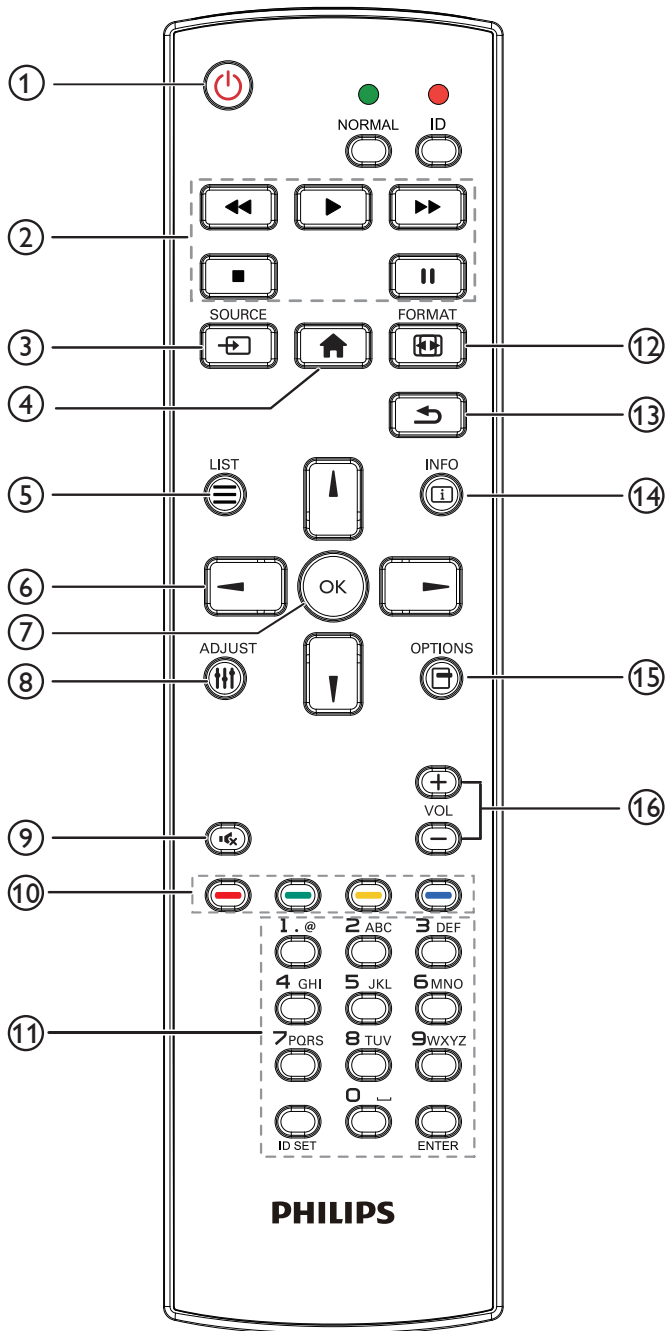 1
NORMAL ID
2
SOURCE FORMAT
3 12
4 13
LIST INFO
5 14
6 OK
7
ADJUST OPTIONS
8 15
VOL 16
9
10
1 . @ 2 ABC 3 DEF
4 GHI 5 JKL 6 MNO
11
7 PQRS 8 TUV 9 WXYZ
0
ID SET ENTER
PHILIPS